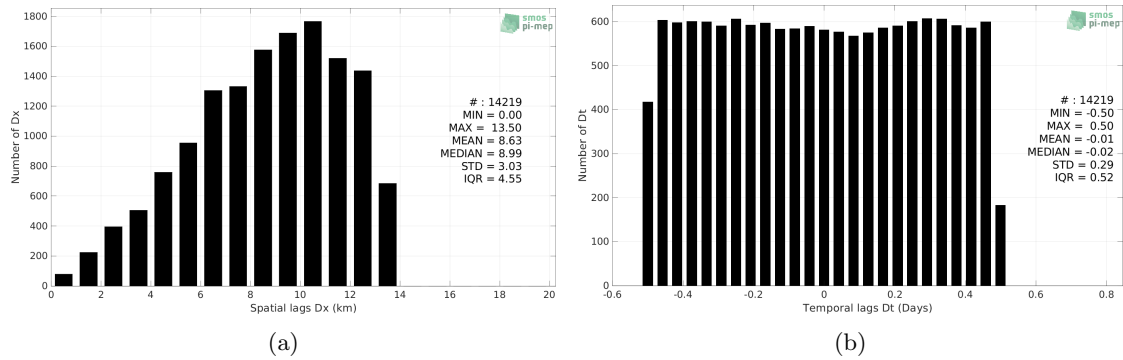 1800
1600
1400
1200
1000
800
600
400
200
0
Number of Dx
0 2 4 6 8 10 12 14 16 18 20
Spatial lags Dx (km)
smos
pi-mep
# : 14219
MIN = 0.00
MAX = 13.50
MEAN = 8.63
MEDIAN = 8.99
STD = 3.03
IQR = 4.55
(a)
600
500
400
300
200
100
0
Number of Dt
-0.6 -0.4 -0.2 0 0.2 0.4 0.6 0.8
Temporal lags Dt (Days)
smos
pi-mep
# : 14219
MIN = -0.50
MAX = 0.50
MEAN = -0.01
MEDIAN = -0.02
STD = 0.29
IQR = 0.52
(b)